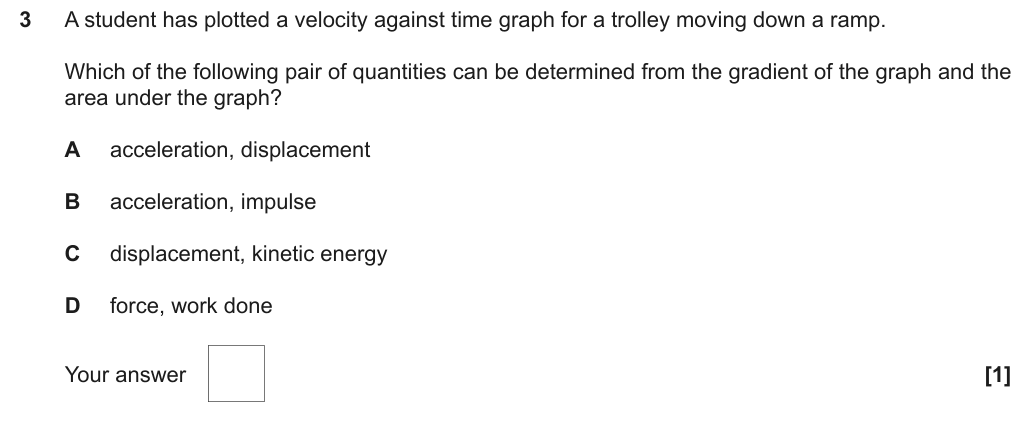 3 A student has plotted a velocity against time graph for a trolley moving down a ramp.
Which of the following pair of quantities can be determined from the gradient of the graph and the
area under the graph?
A acceleration, displacement
B acceleration, impulse
C displacement, kinetic energy
D force, work done
Your answer [1]